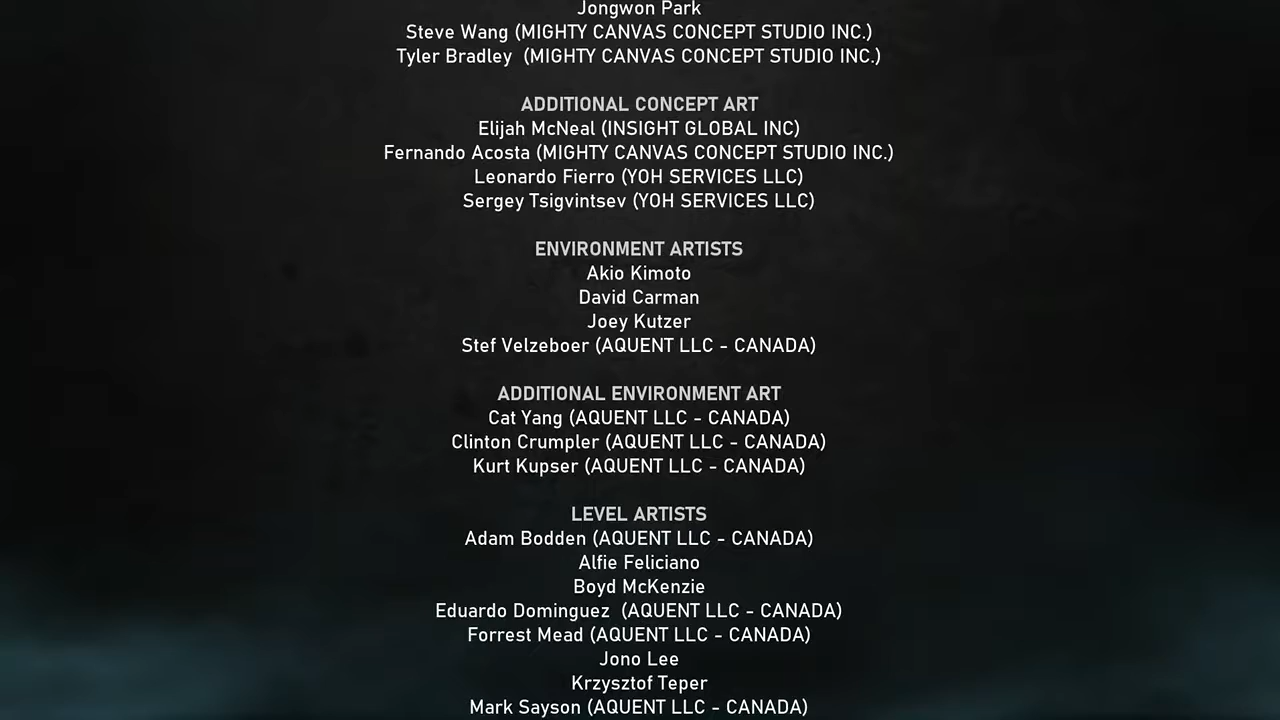 Jongwon Park
Steve Wang (MIGHTY CANVAS CONCEPT STUDIO INC.)
Tyler Bradley  (MIGHTY CANVAS CONCEPT STUDIO INC.)
ADDITIONAL CONCEPT ART
Elijah McNeal (INSIGHT GLOBAL INC)
Fernando Acosta (MIGHTY CANVAS CONCEPT STUDIO INC.)
Leonardo Fierro (YOH SERVICES LLC)
Sergey Tsigvintsev (YOH SERVICES LLC)
ENVIRONMENT ARTISTS
Akio Kimoto
David Carman
Joey Kutzer
Stef Velzeboer (AQUENT LLC - CANADA)
ADDITIONAL ENVIRONMENT ART
Cat Yang (AQUENT LLC - CANADA)
Clinton Crumpler (AQUENT LLC - CANADA)
Kurt Kupser (AQUENT LLC - CANADA)
LEVEL ARTISTS
Adam Bodden (AQUENT LLC - CANADA)
Alfie Feliciano
Boyd McKenzie
Eduardo Dominguez  (AQUENT LLC - CANADA)
Forrest Mead (AQUENT LLC - CANADA)
Jono Lee
Krzysztof Teper
Mark Sayson (AQUENT LLC - CANADA)